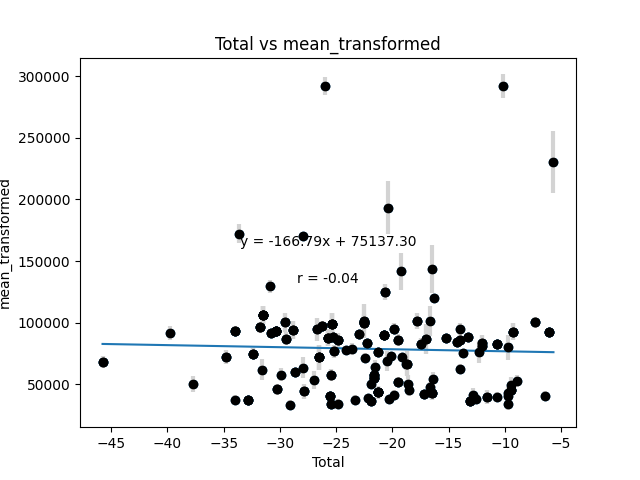 Total vs mean_transformed
300000
250000
200000
150000
100000
50000
mean_transformed
y = -166.79x + 75137.30
r = -0.04
−45 −40 −35 −30 −25 −20 −15 −10 −5
Total